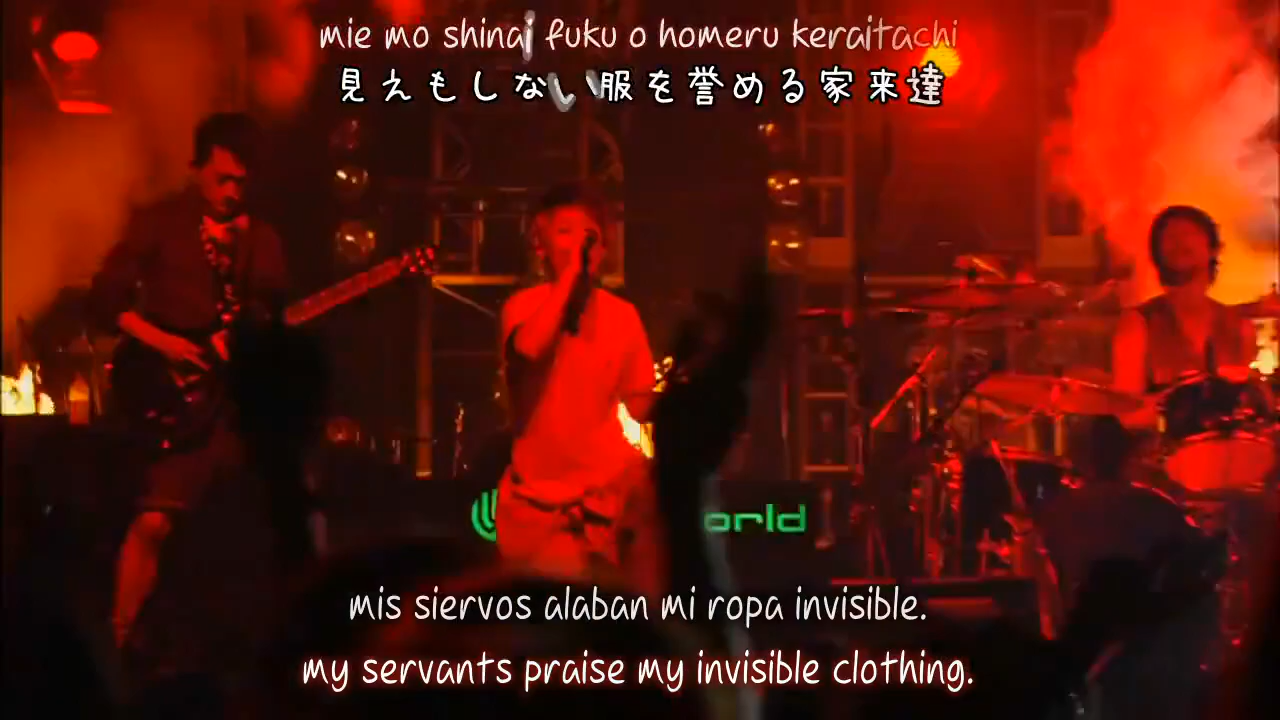 mie mo shinai fuku o homeru keraitachi
見えもしない服を誉める家来達
orld
mis siervos alaban mi ropa invisible.
my servants praise my invisible clothing.